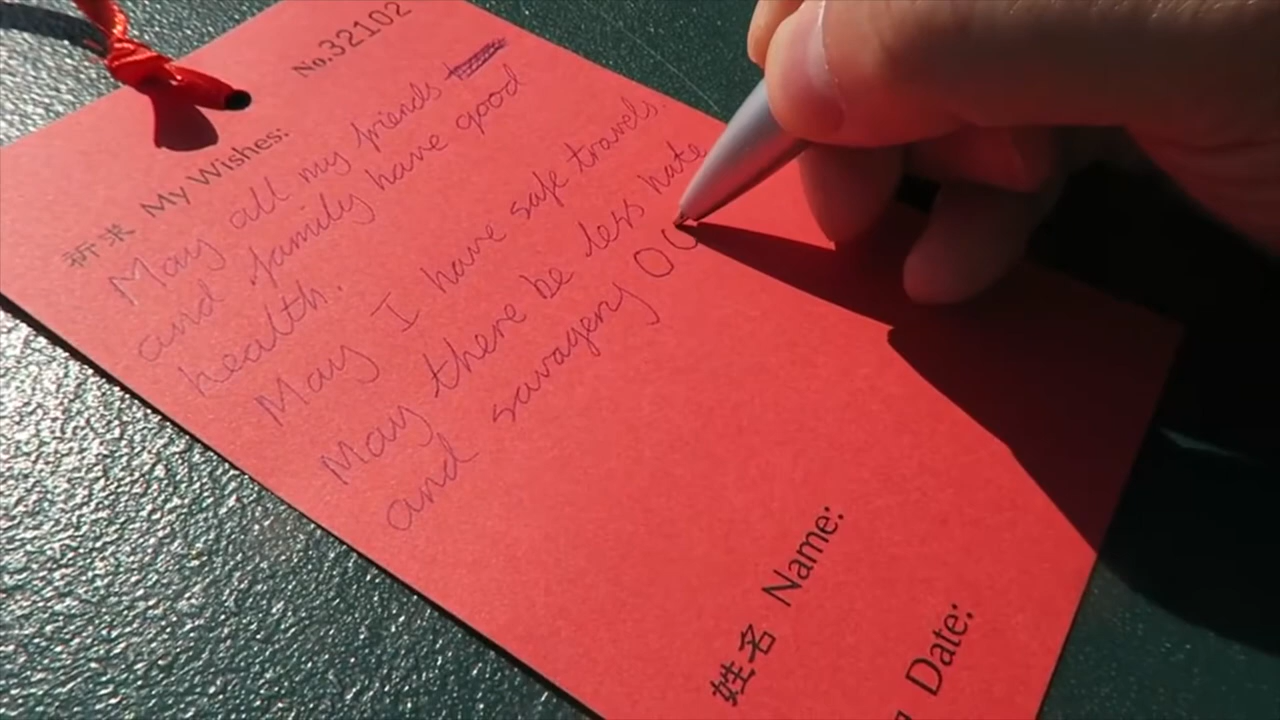 No.32102
祈求 My Wishes:
May all my friends
and family have good
health.
May I have safe travels.
May there be less hate
and savagery ou
姓名 Name:
Date: